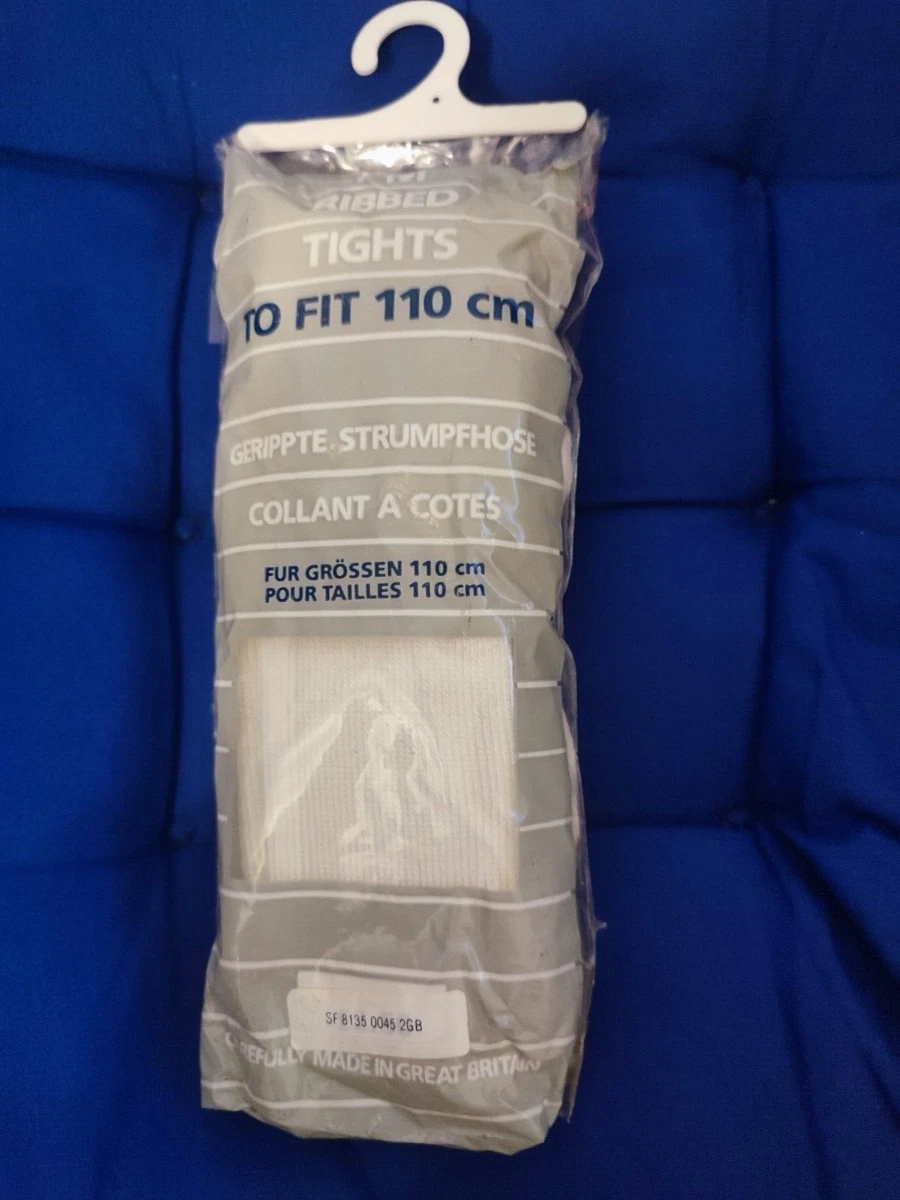 RIBBED
TIGHTS
TO FIT 110 cm
GERIPPTE STRUMPFHOSE
COLLANT A COTES
FUR GRÖSSEN 110 cm
POUR TAILLES 110 cm
SF 8135 0045 2GB
CAREFULLY MADE IN GREAT BRITAIN